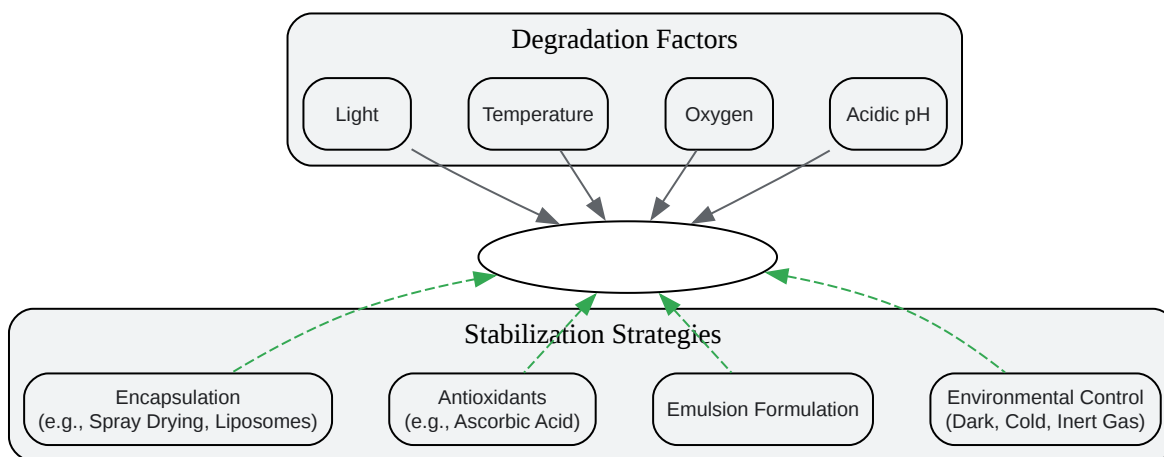 Degradation Factors
Light
Temperature
Oxygen
Acidic pH
Stabilization Strategies
Encapsulation
(e.g., Spray Drying, Liposomes)
Antioxidants
(e.g., Ascorbic Acid)
Emulsion Formulation
Environmental Control
(Dark, Cold, Inert Gas)